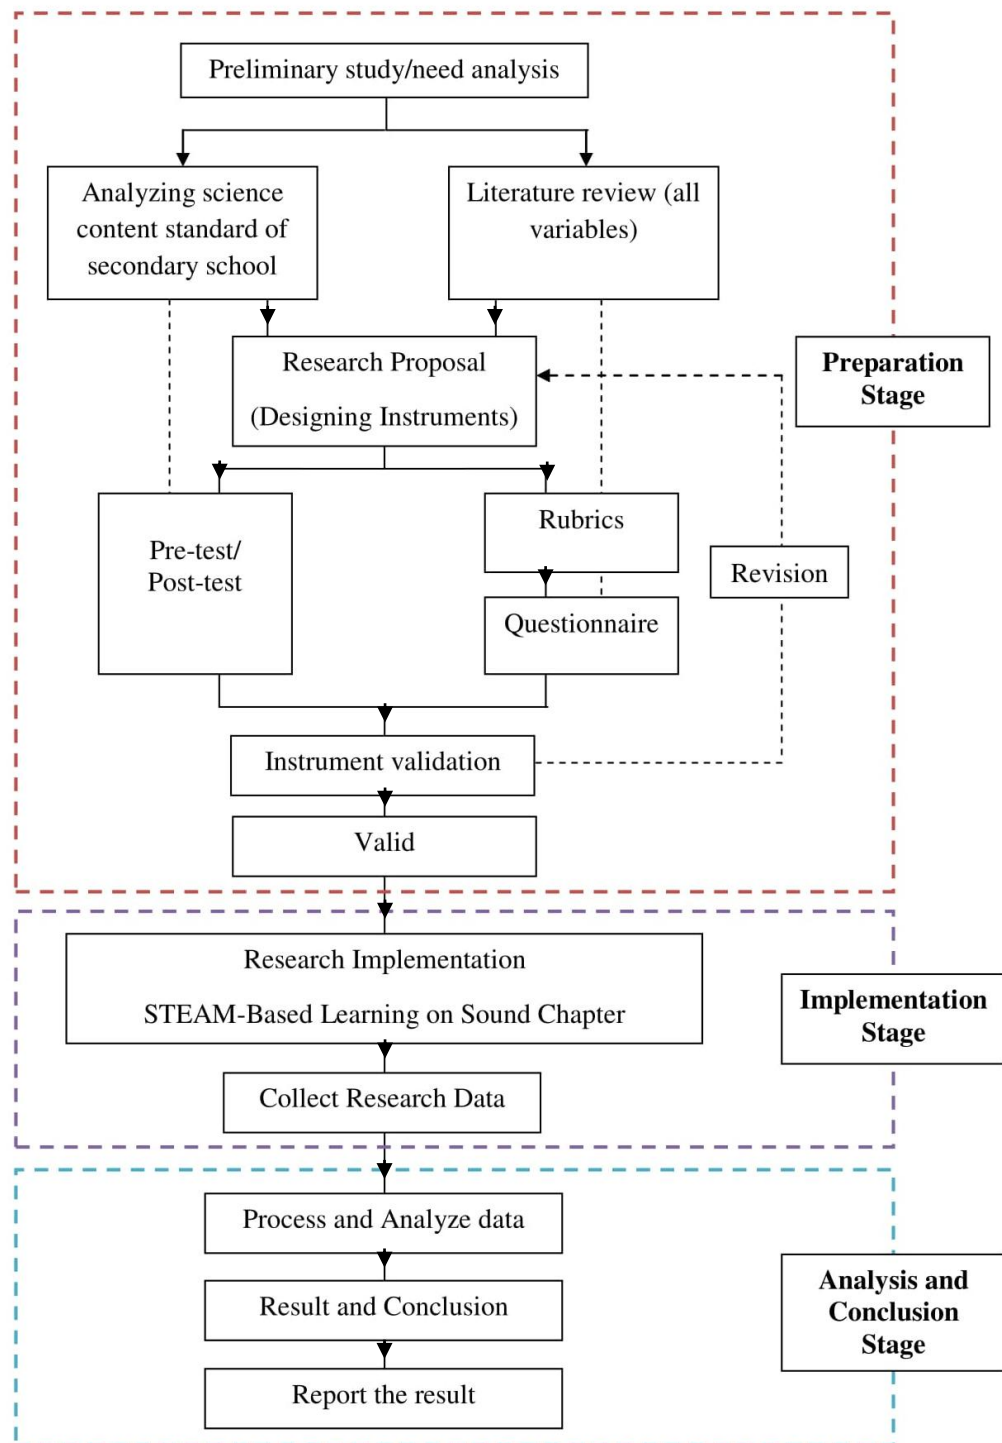 Preliminary study/need analysis
Analyzing science
content standard of
secondary school
Literature review (all
variables)
Research Proposal
(Designing Instruments)
Preparation
Stage
Pre-test/
Post-test
Rubrics
Revision
Questionnaire
Instrument validation
Valid
Research Implementation
STEAM-Based Learning on Sound Chapter
Implementation
Stage
Collect Research Data
Process and Analyze data
Analysis and
Conclusion
Stage
Result and Conclusion
Report the result